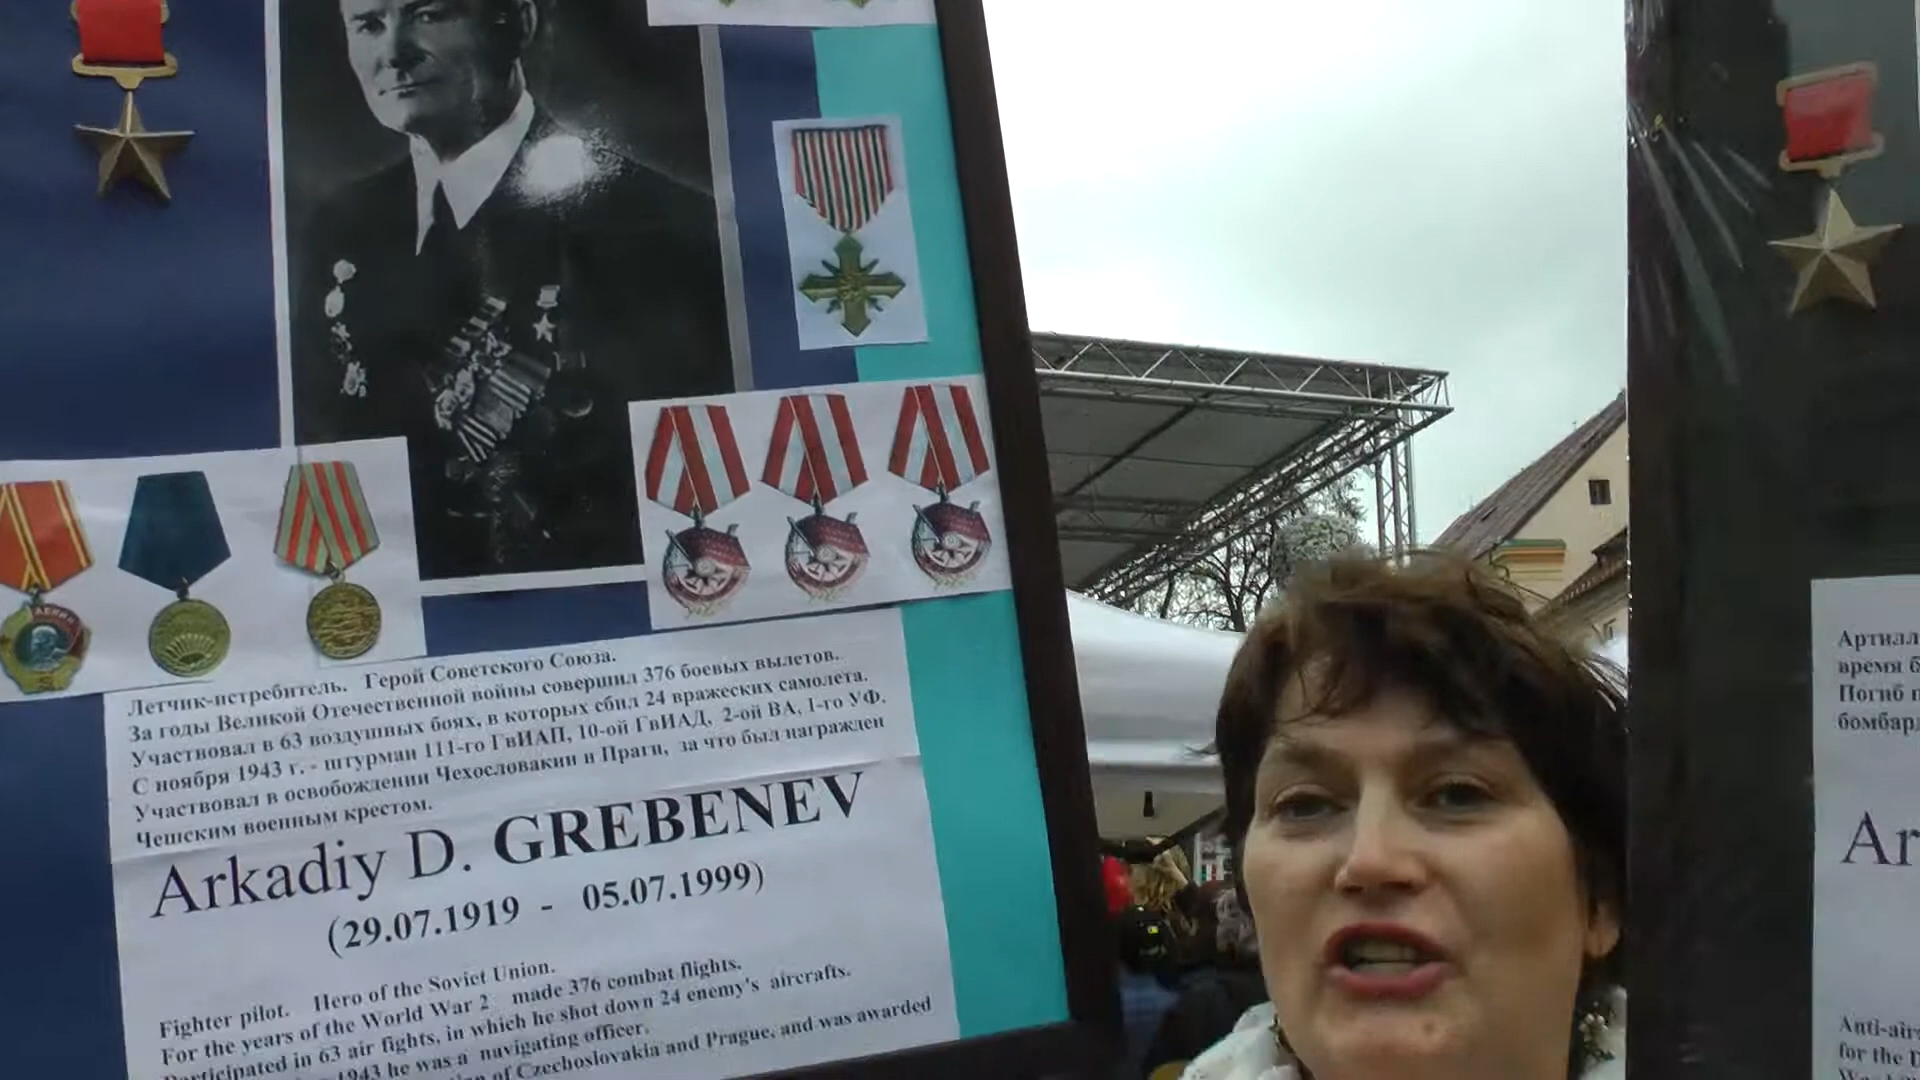 Летчик-истребитель. Герой Советского Союза.
За годы Великой Отечественной войны совершил 376 боевых вылетов.
Участвовал в 63 воздушных боях, в которых сбил 24 вражеских самолета.
С ноября 1943 г. - штурман 111-го ГвИАП, 10-ой ГвИАД, 2-ой ВА, 1-го УФ.
Участвовал в освобождении Чехословакии и Праги, за что был награжден
Чешским военным крестом.
Arkadiy D. GREBENEV
(29.07.1919 - 05.07.1999)
Fighter pilot. Hero of the Soviet Union.
For the years of the World War 2 made 376 combat flights.
Participated in 63 air fights, in which he shot down 24 enemy's aircrafts.
1943 he was a navigating officer.
of Czechoslovakia and Prague, and was awarded
Артилл
время б
Погиб п
бомбард
Ar
Anti-airc
for the D